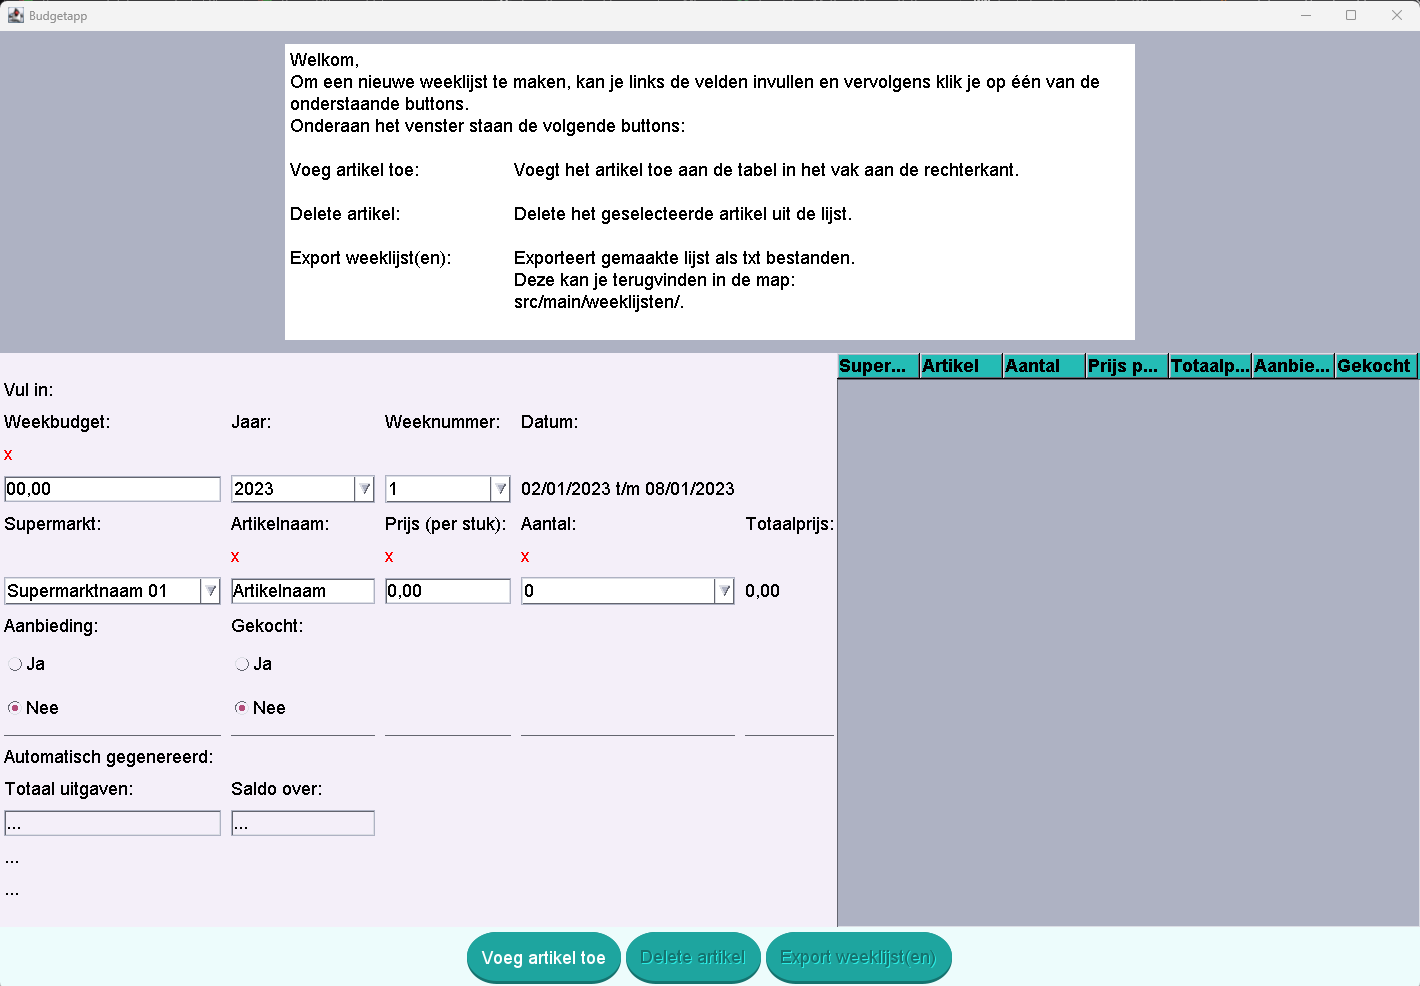 Budgetapp
Welkom,
Om een nieuwe weeklijst te maken, kan je links de velden invullen en vervolgens klik je op één van de
onderstaande buttons.
Onderaan het venster staan de volgende buttons:
Voeg artikel toe: Voegt het artikel toe aan de tabel in het vak aan de rechterkant.
Delete artikel: Delete het geselecteerde artikel uit de lijst.
Export weeklijst(en): Exporteert gemaakte lijst als txt bestanden.
Deze kan je terugvinden in de map:
src/main/weeklijsten/.
Super... Artikel Aantal Prijs p... Totaalp... Aanbie... Gekocht
Vul in:
Weekbudget: Jaar: Weeknummer: Datum:
x
00,00 2023 1 02/01/2023 t/m 08/01/2023
Supermarkt: Artikelnaam: Prijs (per stuk): Aantal: Totaalprijs:
x x x
Supermarktnaam 01 Artikelnaam 0,00 0 0,00
Aanbieding: Gekocht:
Ja Ja
Nee Nee
Automatisch gegenereerd:
Totaal uitgaven: Saldo over:
... ...
...
...
Voeg artikel toe Delete artikel Export weeklijst(en)